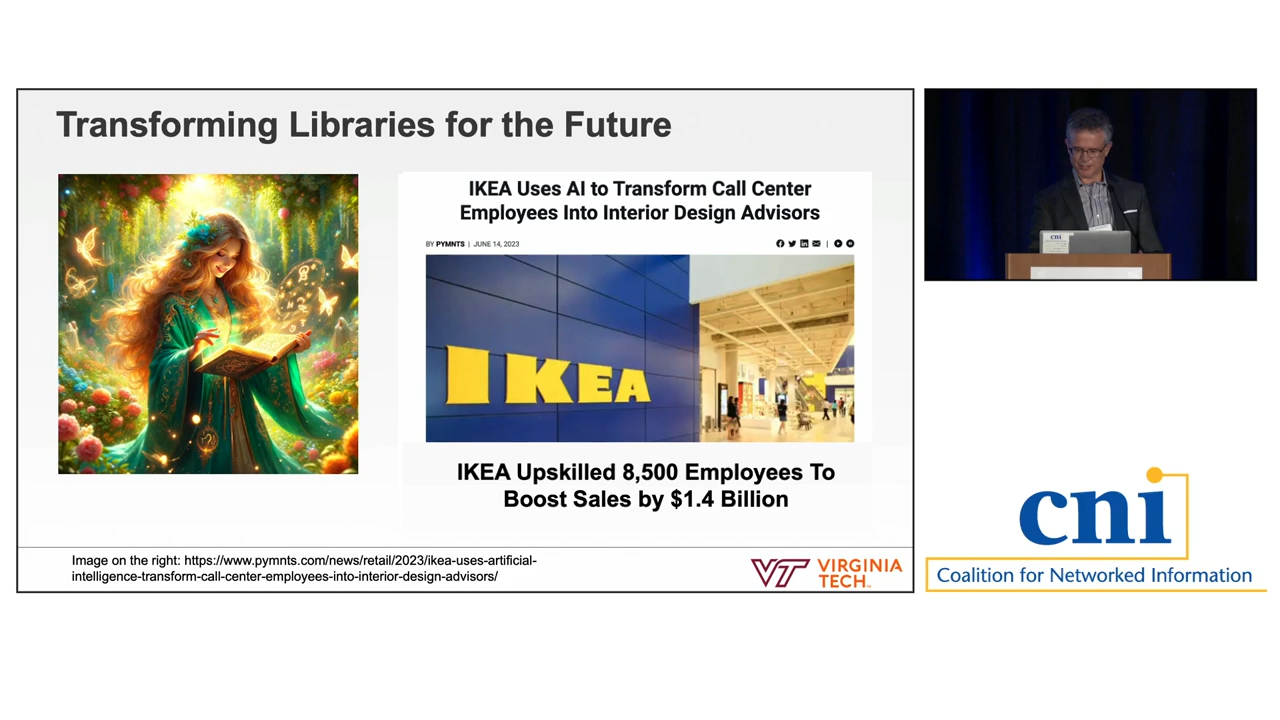 Transforming Libraries for the Future
IKEA Uses AI to Transform Call Center
Employees Into Interior Design Advisors
BY PYMNTS | JUNE 14, 2023
IKEA
IKEA Upskilled 8,500 Employees To
Boost Sales by $1.4 Billion
Image on the right: https://www.pymnts.com/news/retail/2023/ikea-uses-artificial-
intelligence-transform-call-center-employees-into-interior-design-advisors/
VT VIRGINIA
TECH™
cni
cni
Coalition for Networked Information